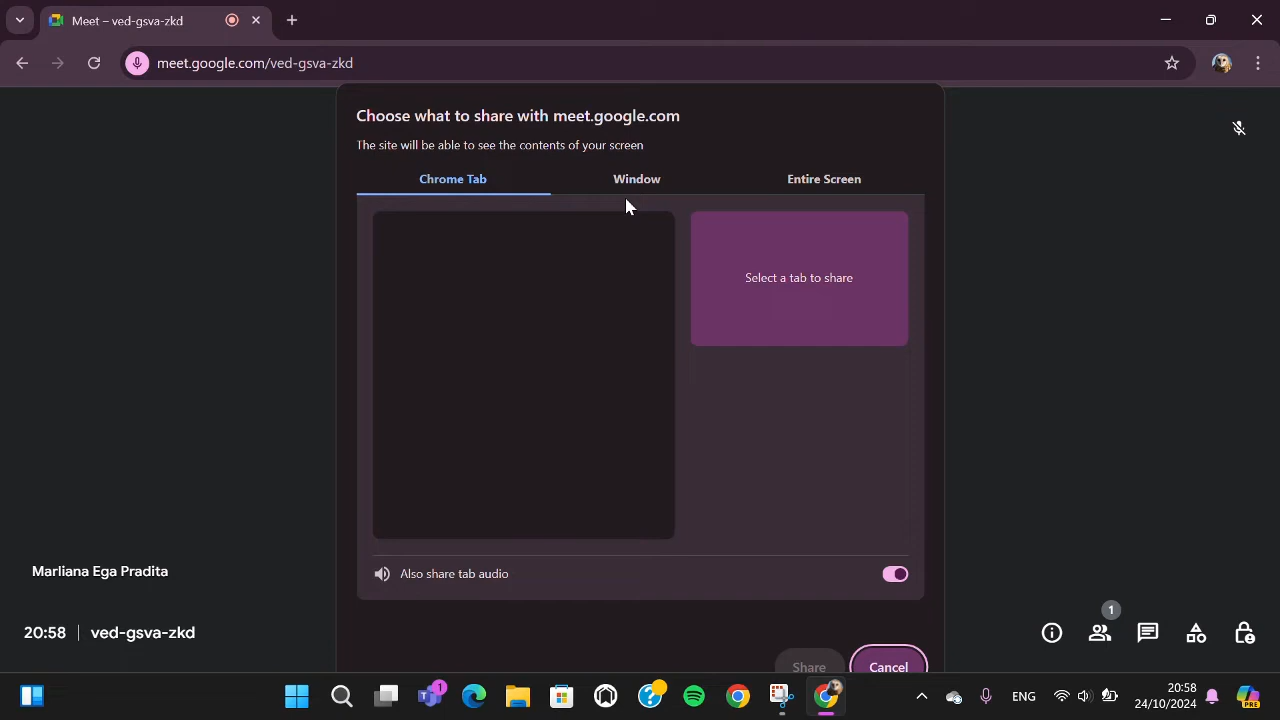 Meet – ved-gsva-zkd
meet.google.com/ved-gsva-zkd
Choose what to share with meet.google.com
The site will be able to see the contents of your screen
Chrome Tab Window Entire Screen
Select a tab to share
Also share tab audio
Marliana Ega Pradita
20:58 ved-gsva-zkd
1
Share Cancel
1
ENG
20:58
24/10/2024
PRE